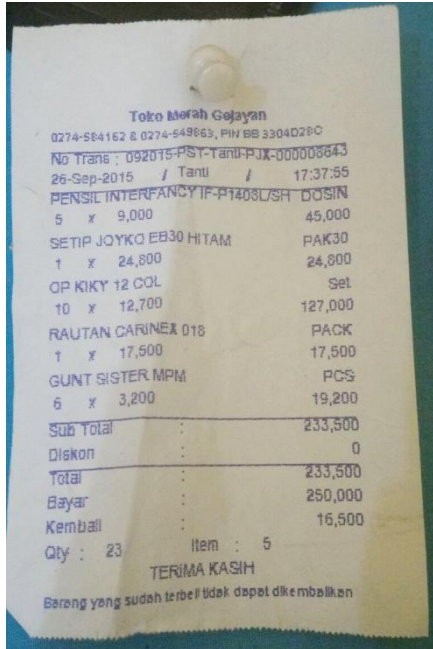 Toko Merah Gejayan
0274-584162 & 0274-549863, PIN BB 3304D28C
No Trans : 092015-PST-Tanti-PJX-000008643
26-Sep-2015 / Tanti / 17:37:55
PENSIL INTERFANCY IF-P1408L/SH DOSIN
5 X 9,000 45,000
SETIP JOYKO EB30 HITAM PAK30
1 X 24,800 24,800
OP KIKY 12 COL Set
10 X 12,700 127,000
RAUTAN CARINEX 018 PACK
1 X 17,500 17,500
GUNT SISTER MPM PCS
6 X 3,200 19,200
Sub Total : 233,500
Diskon : 0
Total : 233,500
Bayar : 250,000
Kembali : 16,500
Qty : 23 Item : 5
TERIMA KASIH
Barang yang sudah terbeli tidak dapat dikembalikan